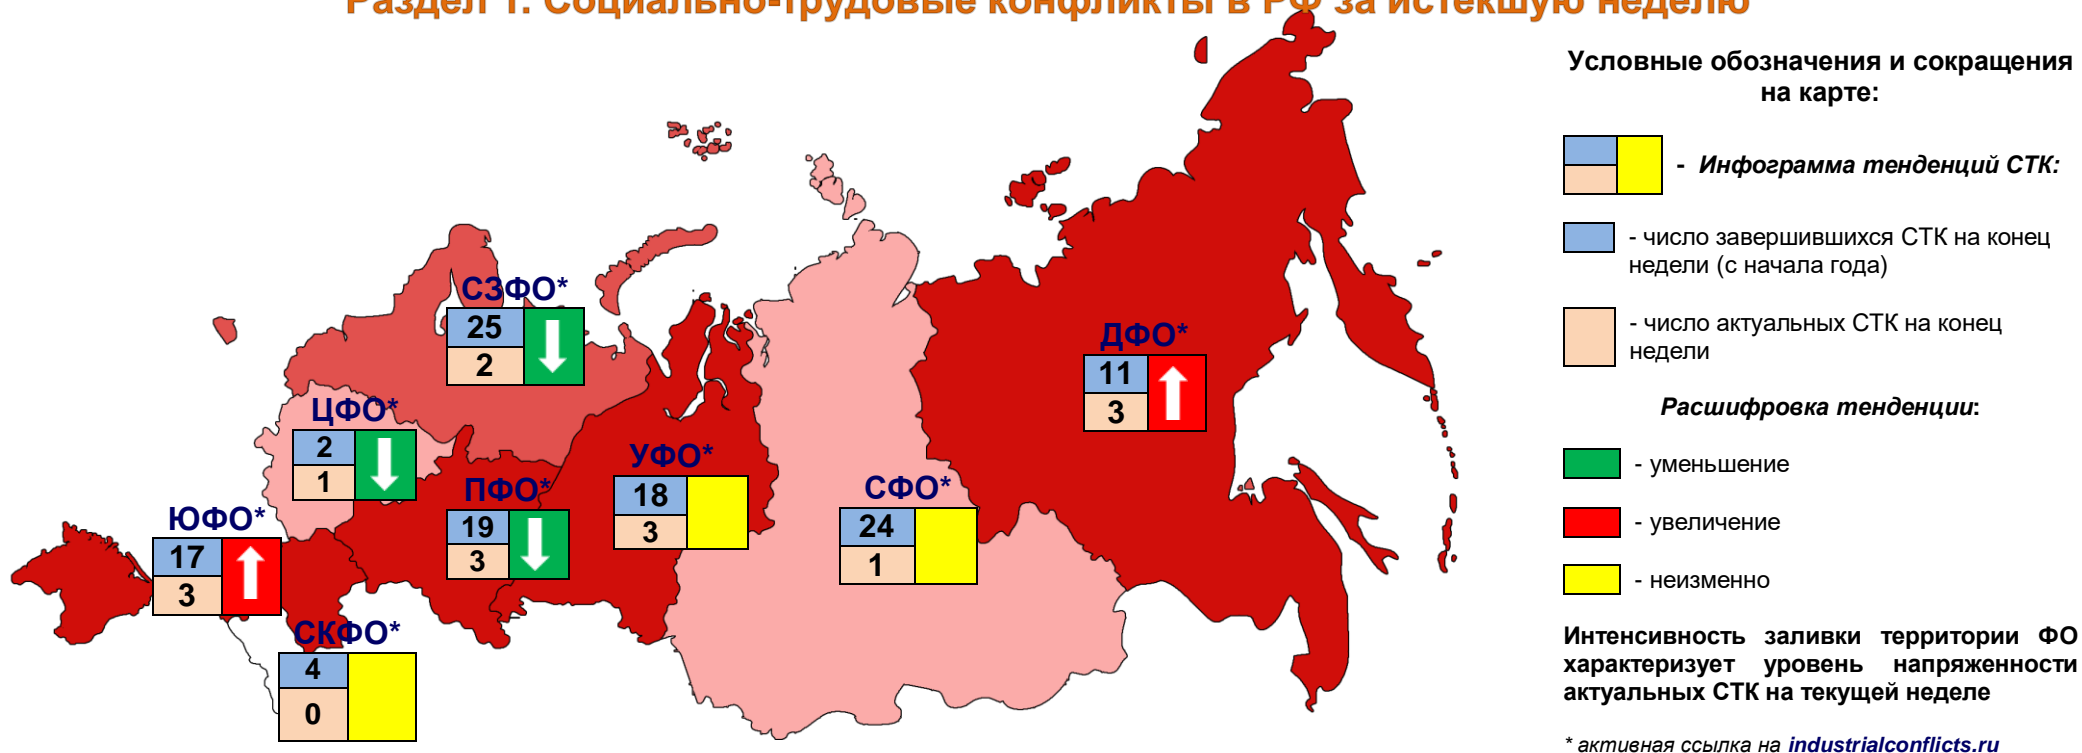 Раздел 1. Социально-трудовые конфликты в РФ за истекшую неделю
Условные обозначения и сокращения
на карте:
- Инфограмма тенденций СТК:
- число завершившихся СТК на конец
недели (с начала года)
- число актуальных СТК на конец
недели
Расшифровка тенденции:
- уменьшение
- увеличение
- неизменно
Интенсивность заливки территории ФО
характеризует уровень напряженности
актуальных СТК на текущей неделе
* активная ссылка на industrialconflicts.ru
СЗФО*
25
2
ДФО*
11
3
ЦФО*
2
1
УФО*
18
3
ПФО*
19
3
СФО*
24
1
ЮФО*
17
3
СКФО*
4
0